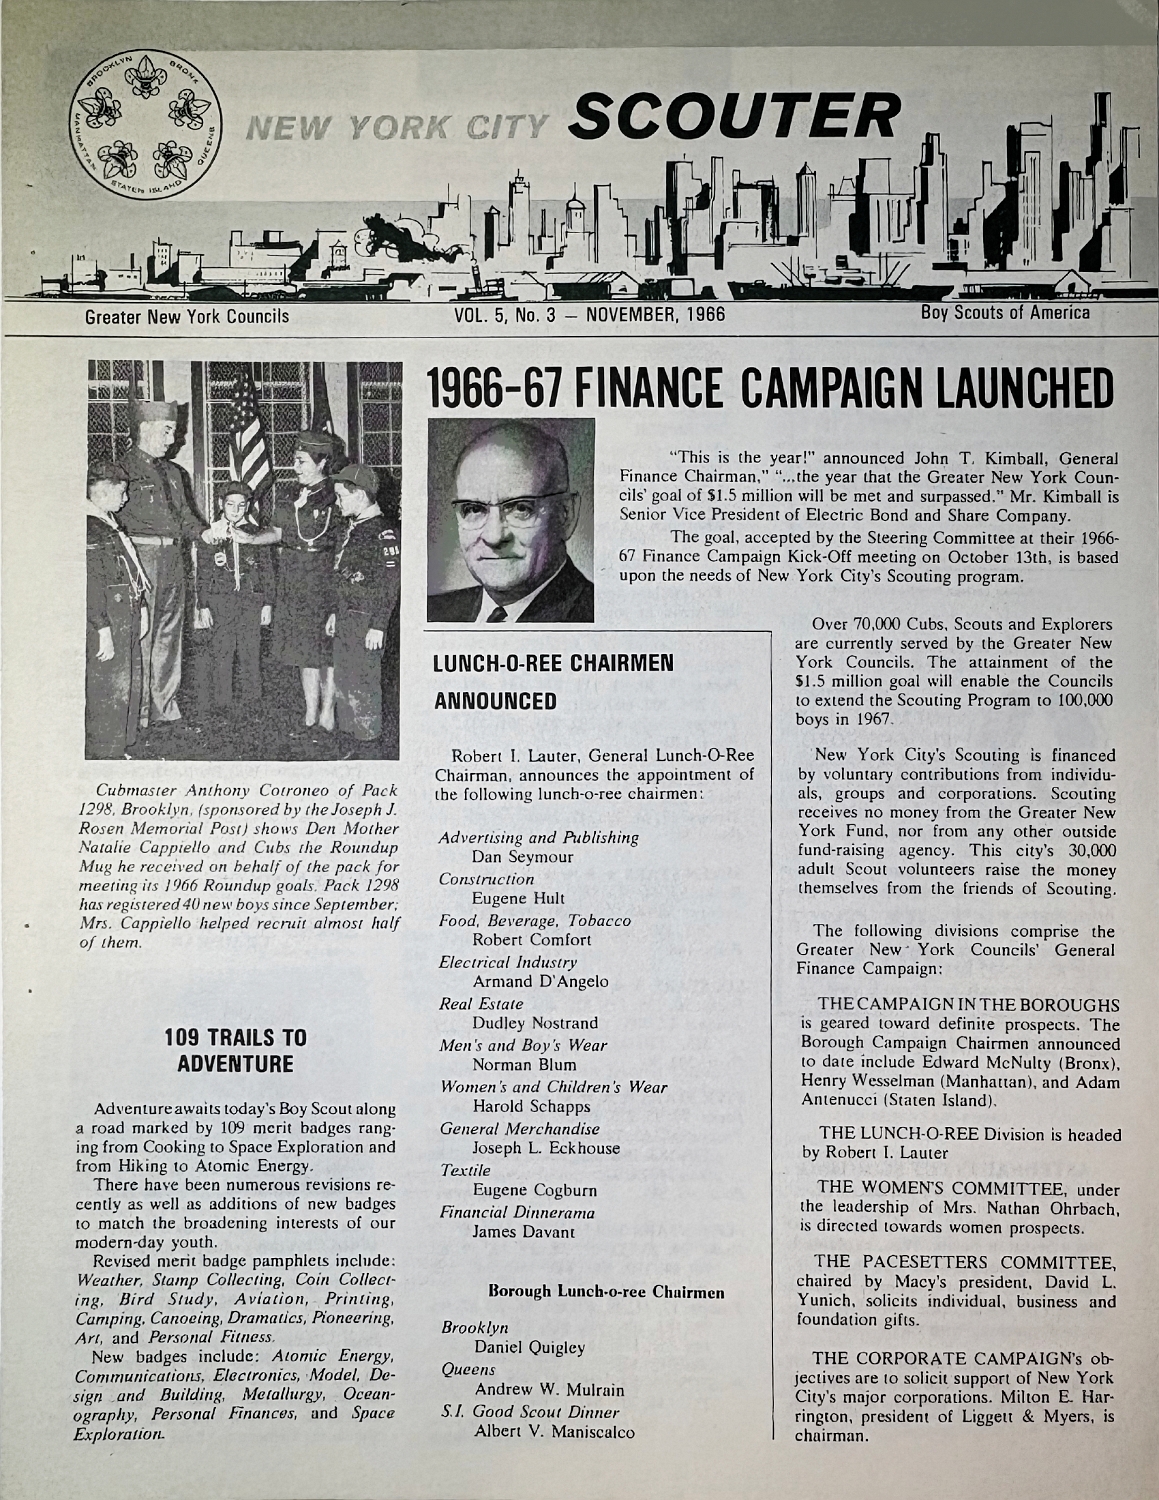 BROOKLYN BRONX
MANHATTAN QUEENS
STATEN ISLAND
NEW YORK CITY SCOUTER
Greater New York Councils
VOL. 5, No. 3 — NOVEMBER, 1966
Boy Scouts of America
1966-67 FINANCE CAMPAIGN LAUNCHED
"This is the year!" announced John T. Kimball, General
Finance Chairman," "...the year that the Greater New York Coun-
cils' goal of $1.5 million will be met and surpassed." Mr. Kimball is
Senior Vice President of Electric Bond and Share Company.
The goal, accepted by the Steering Committee at their 1966-
67 Finance Campaign Kick-Off meeting on October 13th, is based
upon the needs of New York City's Scouting program.
Cubmaster Anthony Cotroneo of Pack
1298, Brooklyn, (sponsored by the Joseph J.
Rosen Memorial Post) shows Den Mother
Natalie Cappiello and Cubs the Roundup
Mug he received on behalf of the pack for
meeting its 1966 Roundup goals. Pack 1298
has registered 40 new boys since September;
Mrs. Cappiello helped recruit almost half
of them.
109 TRAILS TO
ADVENTURE
Adventure awaits today's Boy Scout along
a road marked by 109 merit badges rang-
ing from Cooking to Space Exploration and
from Hiking to Atomic Energy.
There have been numerous revisions re-
cently as well as additions of new badges
to match the broadening interests of our
modern-day youth.
Revised merit badge pamphlets include:
Weather, Stamp Collecting, Coin Collect-
ing, Bird Study, Aviation, Printing,
Camping, Canoeing, Dramatics, Pioneering,
Art, and Personal Fitness.
New badges include: Atomic Energy,
Communications, Electronics, Model, De-
sign and Building, Metallurgy, Ocean-
ography, Personal Finances, and Space
Exploration.
LUNCH-O-REE CHAIRMEN
ANNOUNCED
Robert I. Lauter, General Lunch-O-Ree
Chairman, announces the appointment of
the following lunch-o-ree chairmen:
Advertising and Publishing
Dan Seymour
Construction
Eugene Hult
Food, Beverage, Tobacco
Robert Comfort
Electrical Industry
Armand D'Angelo
Real Estate
Dudley Nostrand
Men's and Boy's Wear
Norman Blum
Women's and Children's Wear
Harold Schapps
General Merchandise
Joseph L. Eckhouse
Textile
Eugene Cogburn
Financial Dinnerama
James Davant
Borough Lunch-o-ree Chairmen
Brooklyn
Daniel Quigley
Queens
Andrew W. Mulrain
S.I. Good Scout Dinner
Albert V. Maniscalco
Over 70,000 Cubs, Scouts and Explorers
are currently served by the Greater New
York Councils. The attainment of the
$1.5 million goal will enable the Councils
to extend the Scouting Program to 100,000
boys in 1967.
New York City's Scouting is financed
by voluntary contributions from individu-
als, groups and corporations. Scouting
receives no money from the Greater New
York Fund, nor from any other outside
fund-raising agency. This city's 30,000
adult Scout volunteers raise the money
themselves from the friends of Scouting.
The following divisions comprise the
Greater New York Councils' General
Finance Campaign:
THE CAMPAIGN IN THE BOROUGHS
is geared toward definite prospects. The
Borough Campaign Chairmen announced
to date include Edward McNulty (Bronx),
Henry Wesselman (Manhattan), and Adam
Antenucci (Staten Island).
THE LUNCH-O-REE Division is headed
by Robert I. Lauter
THE WOMEN'S COMMITTEE, under
the leadership of Mrs. Nathan Ohrbach,
is directed towards women prospects.
THE PACESETTERS COMMITTEE,
chaired by Macy's president, David L.
Yunich, solicits individual, business and
foundation gifts.
THE CORPORATE CAMPAIGN's ob-
jectives are to solicit support of New York
City's major corporations. Milton E. Har-
rington, president of Liggett & Myers, is
chairman.